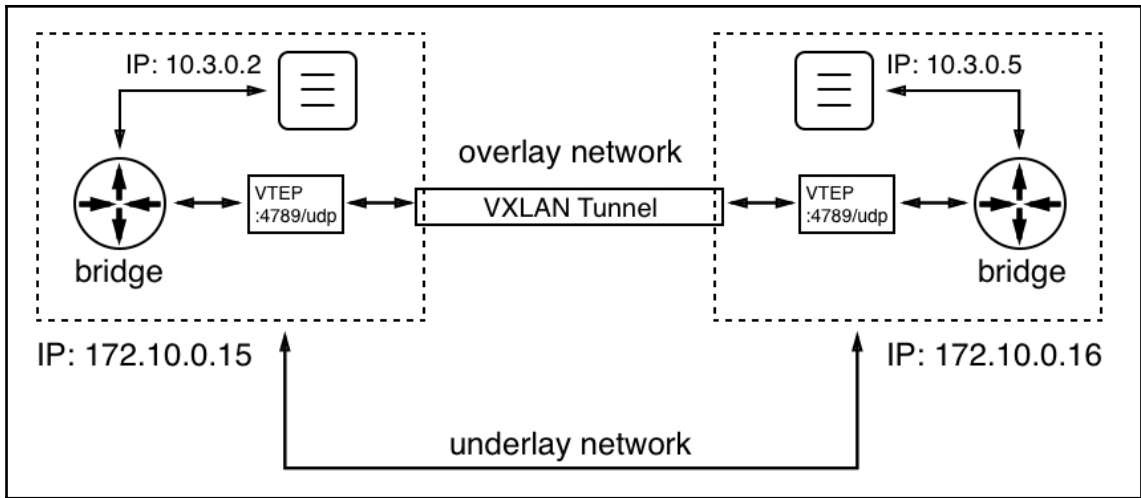 IP: 10.3.0.2
IP: 10.3.0.5
overlay network
VTEP
:4789/udp
VXLAN Tunnel
VTEP
:4789/udp
bridge
bridge
IP: 172.10.0.15
IP: 172.10.0.16
underlay network